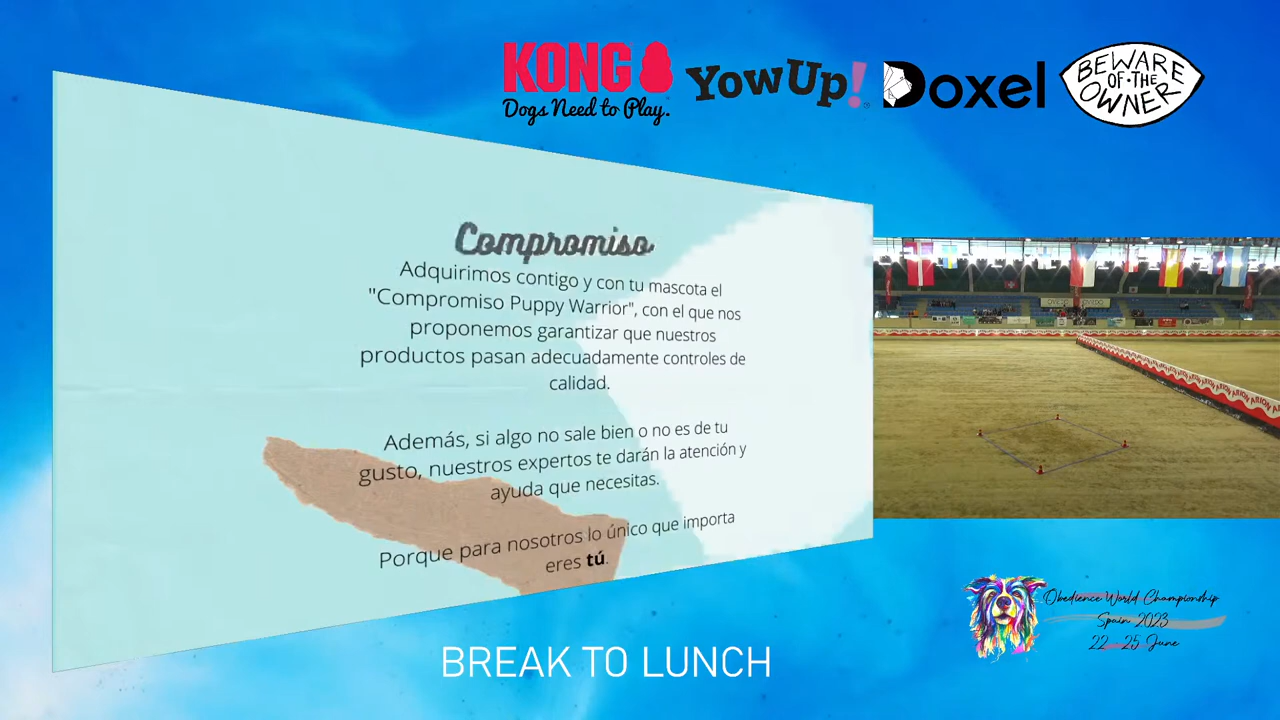 KONG
Dogs Need to Play.
YowUp!
Doxel
BEWARE
OF·THE
OWNER
Compromiso
Adquirimos contigo y con tu mascota el
"Compromiso Puppy Warrior", con el que nos
proponemos garantizar que nuestros
productos pasan adecuadamente controles de
calidad.
Además, si algo no sale bien o no es de tu
gusto, nuestros expertos te darán la atención y
ayuda que necesitas.
Porque para nosotros lo único que importa
eres tú.
Obedience World Championship
Spain 2023
22 - 25 June
BREAK TO LUNCH